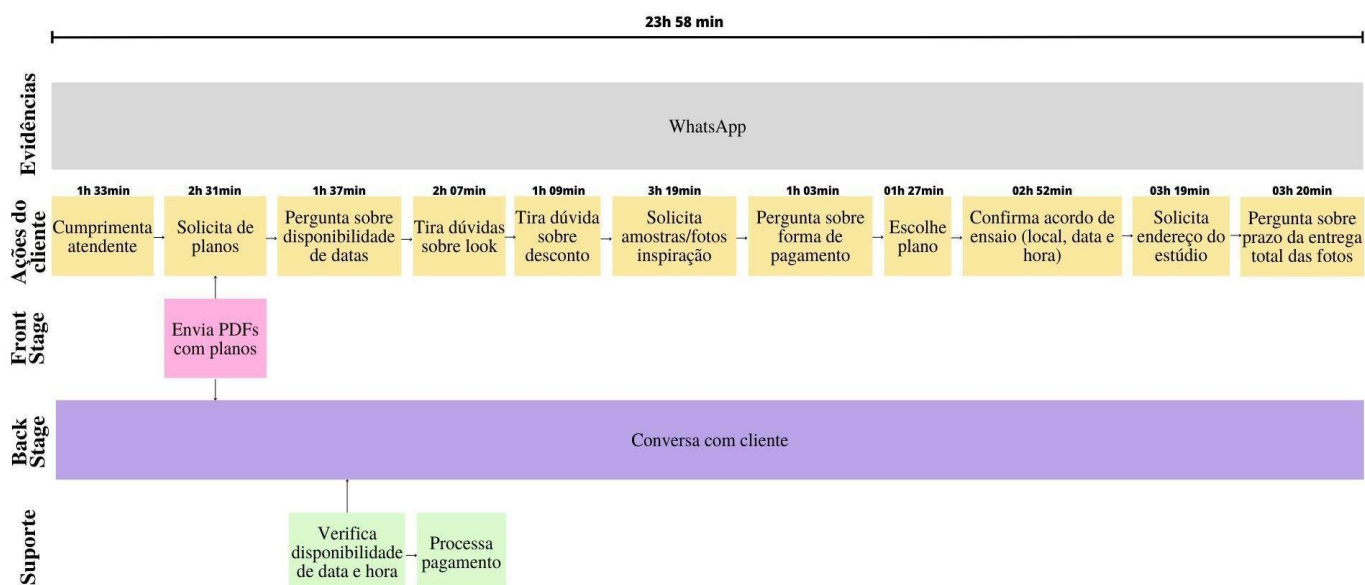 23h 58 min
Evidências
WhatsApp
Ações do
cliente
1h 33min
2h 31min
1h 37min
2h 07min
1h 09min
3h 19min
1h 03min
01h 27min
02h 52min
03h 19min
03h 20min
Cumprimenta
atendente
Solicita de
planos
Pergunta sobre
disponibilidade
de datas
Tira dúvidas
sobre look
Tira dúvida
sobre
desconto
Solicita
amostras/fotos
inspiração
Pergunta sobre
forma de
pagamento
Escolhe
plano
Confirma acordo de
ensaio (local, data e
hora)
Solicita
endereço do
estúdio
Pergunta sobre
prazo da entrega
total das fotos
Front
Stage
Envia PDFs
com planos
Back
Stage
Conversa com cliente
Suporte
Verifica
disponibilidade
de data e hora
Processa
pagamento